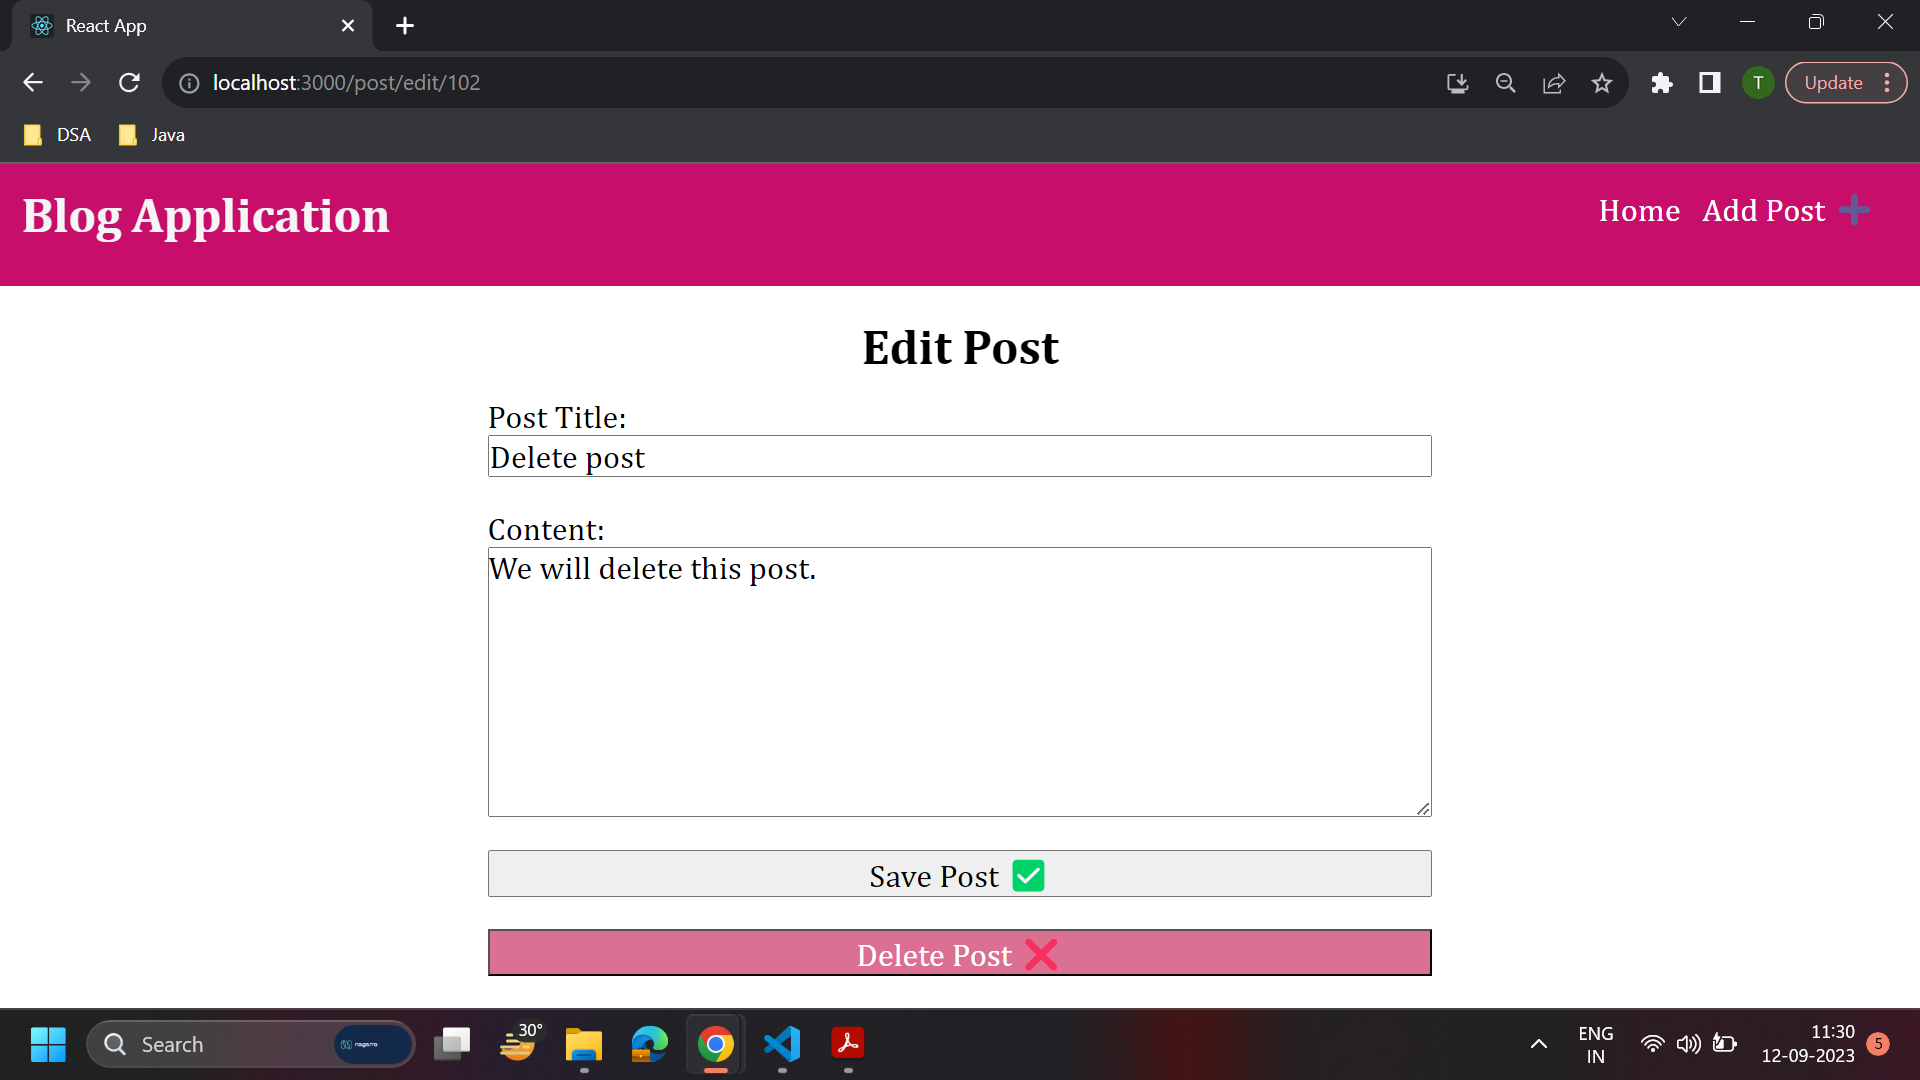 React App
localhost:3000/post/edit/102
T
Update
DSA
Java
Blog Application
Home
Add Post
Edit Post
Post Title:
Delete post
Content:
We will delete this post.
Save Post
Delete Post
Search
nagarro
30°
ENG
IN
11:30
12-09-2023
5